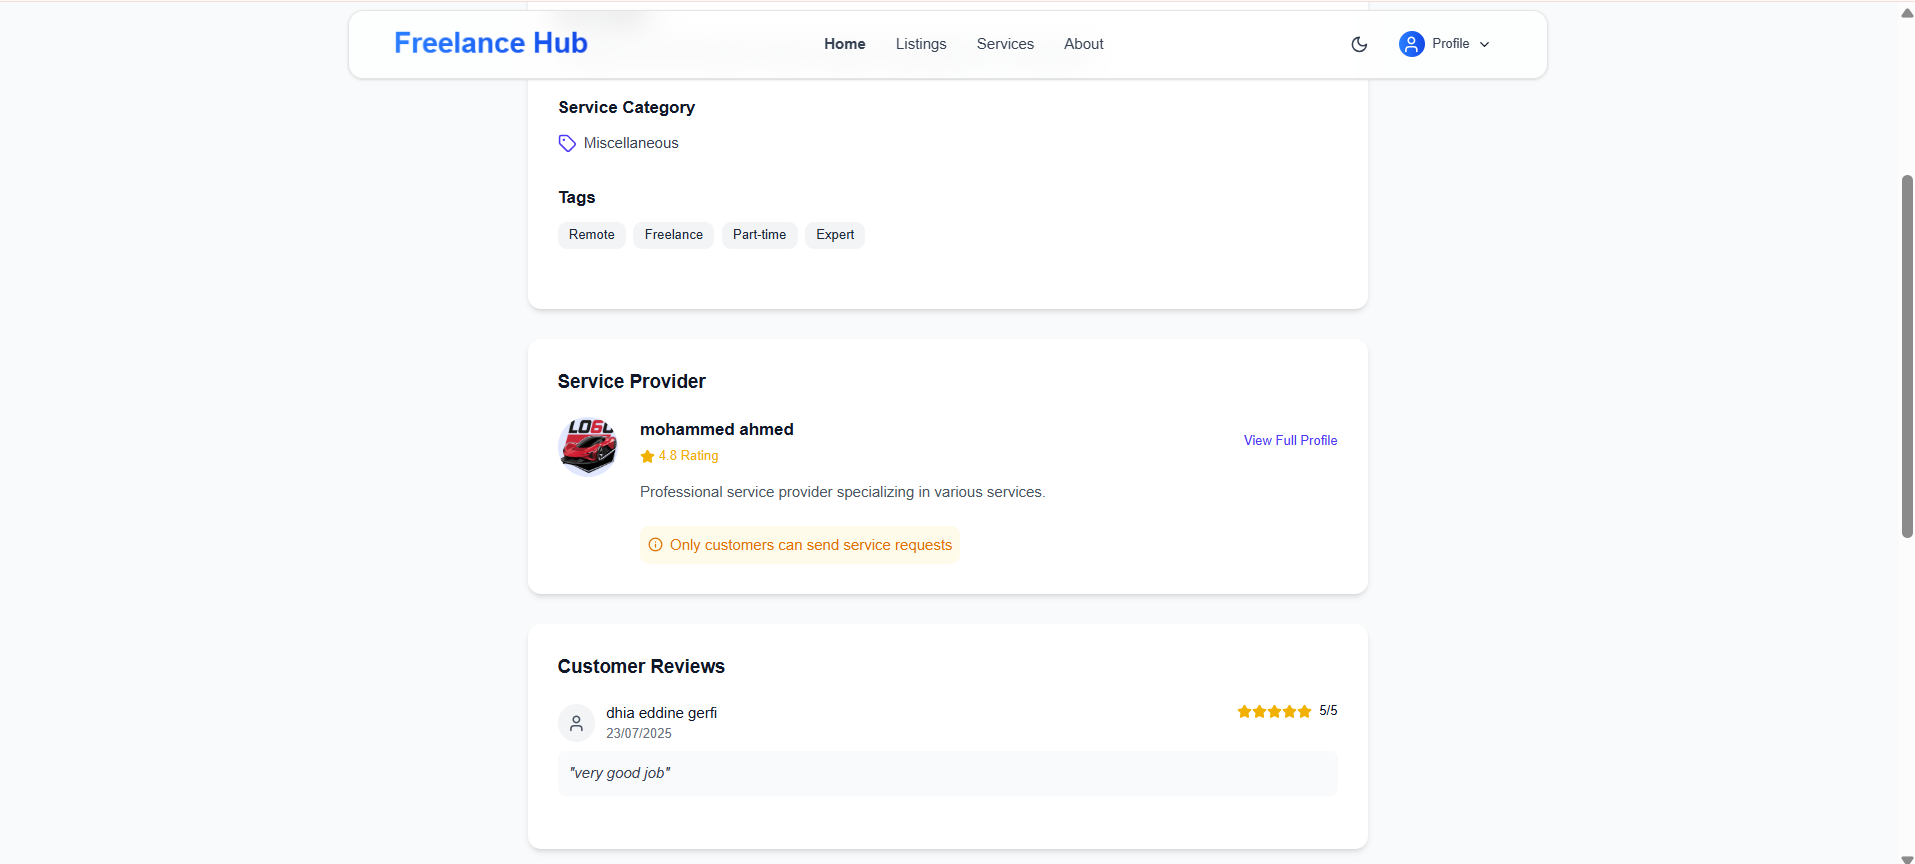 Freelance Hub
Home Listings Services About Profile
Service Category
Miscellaneous
Tags
Remote Freelance Part-time Expert
Service Provider
mohammed ahmed
View Full Profile
4.8 Rating
Professional service provider specializing in various services.
Only customers can send service requests
Customer Reviews
dhia eddine gerfi
5/5
23/07/2025
"very good job"